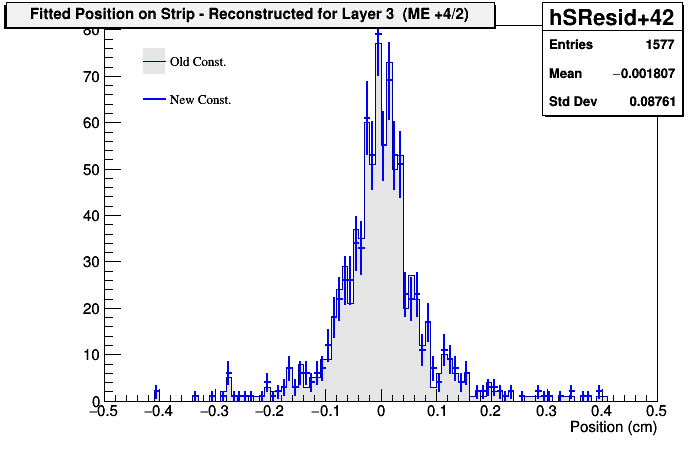 Fitted Position on Strip - Reconstructed for Layer 3 (ME +4/2)
hSResid+42
Entries 1577
Mean −0.001807
Std Dev 0.08761
Old Const.
New Const.
80
70
60
50
40
30
20
10
0
−0.5 −0.4 −0.3 −0.2 −0.1 0 0.1 0.2 0.3 0.4 0.5
Position (cm)